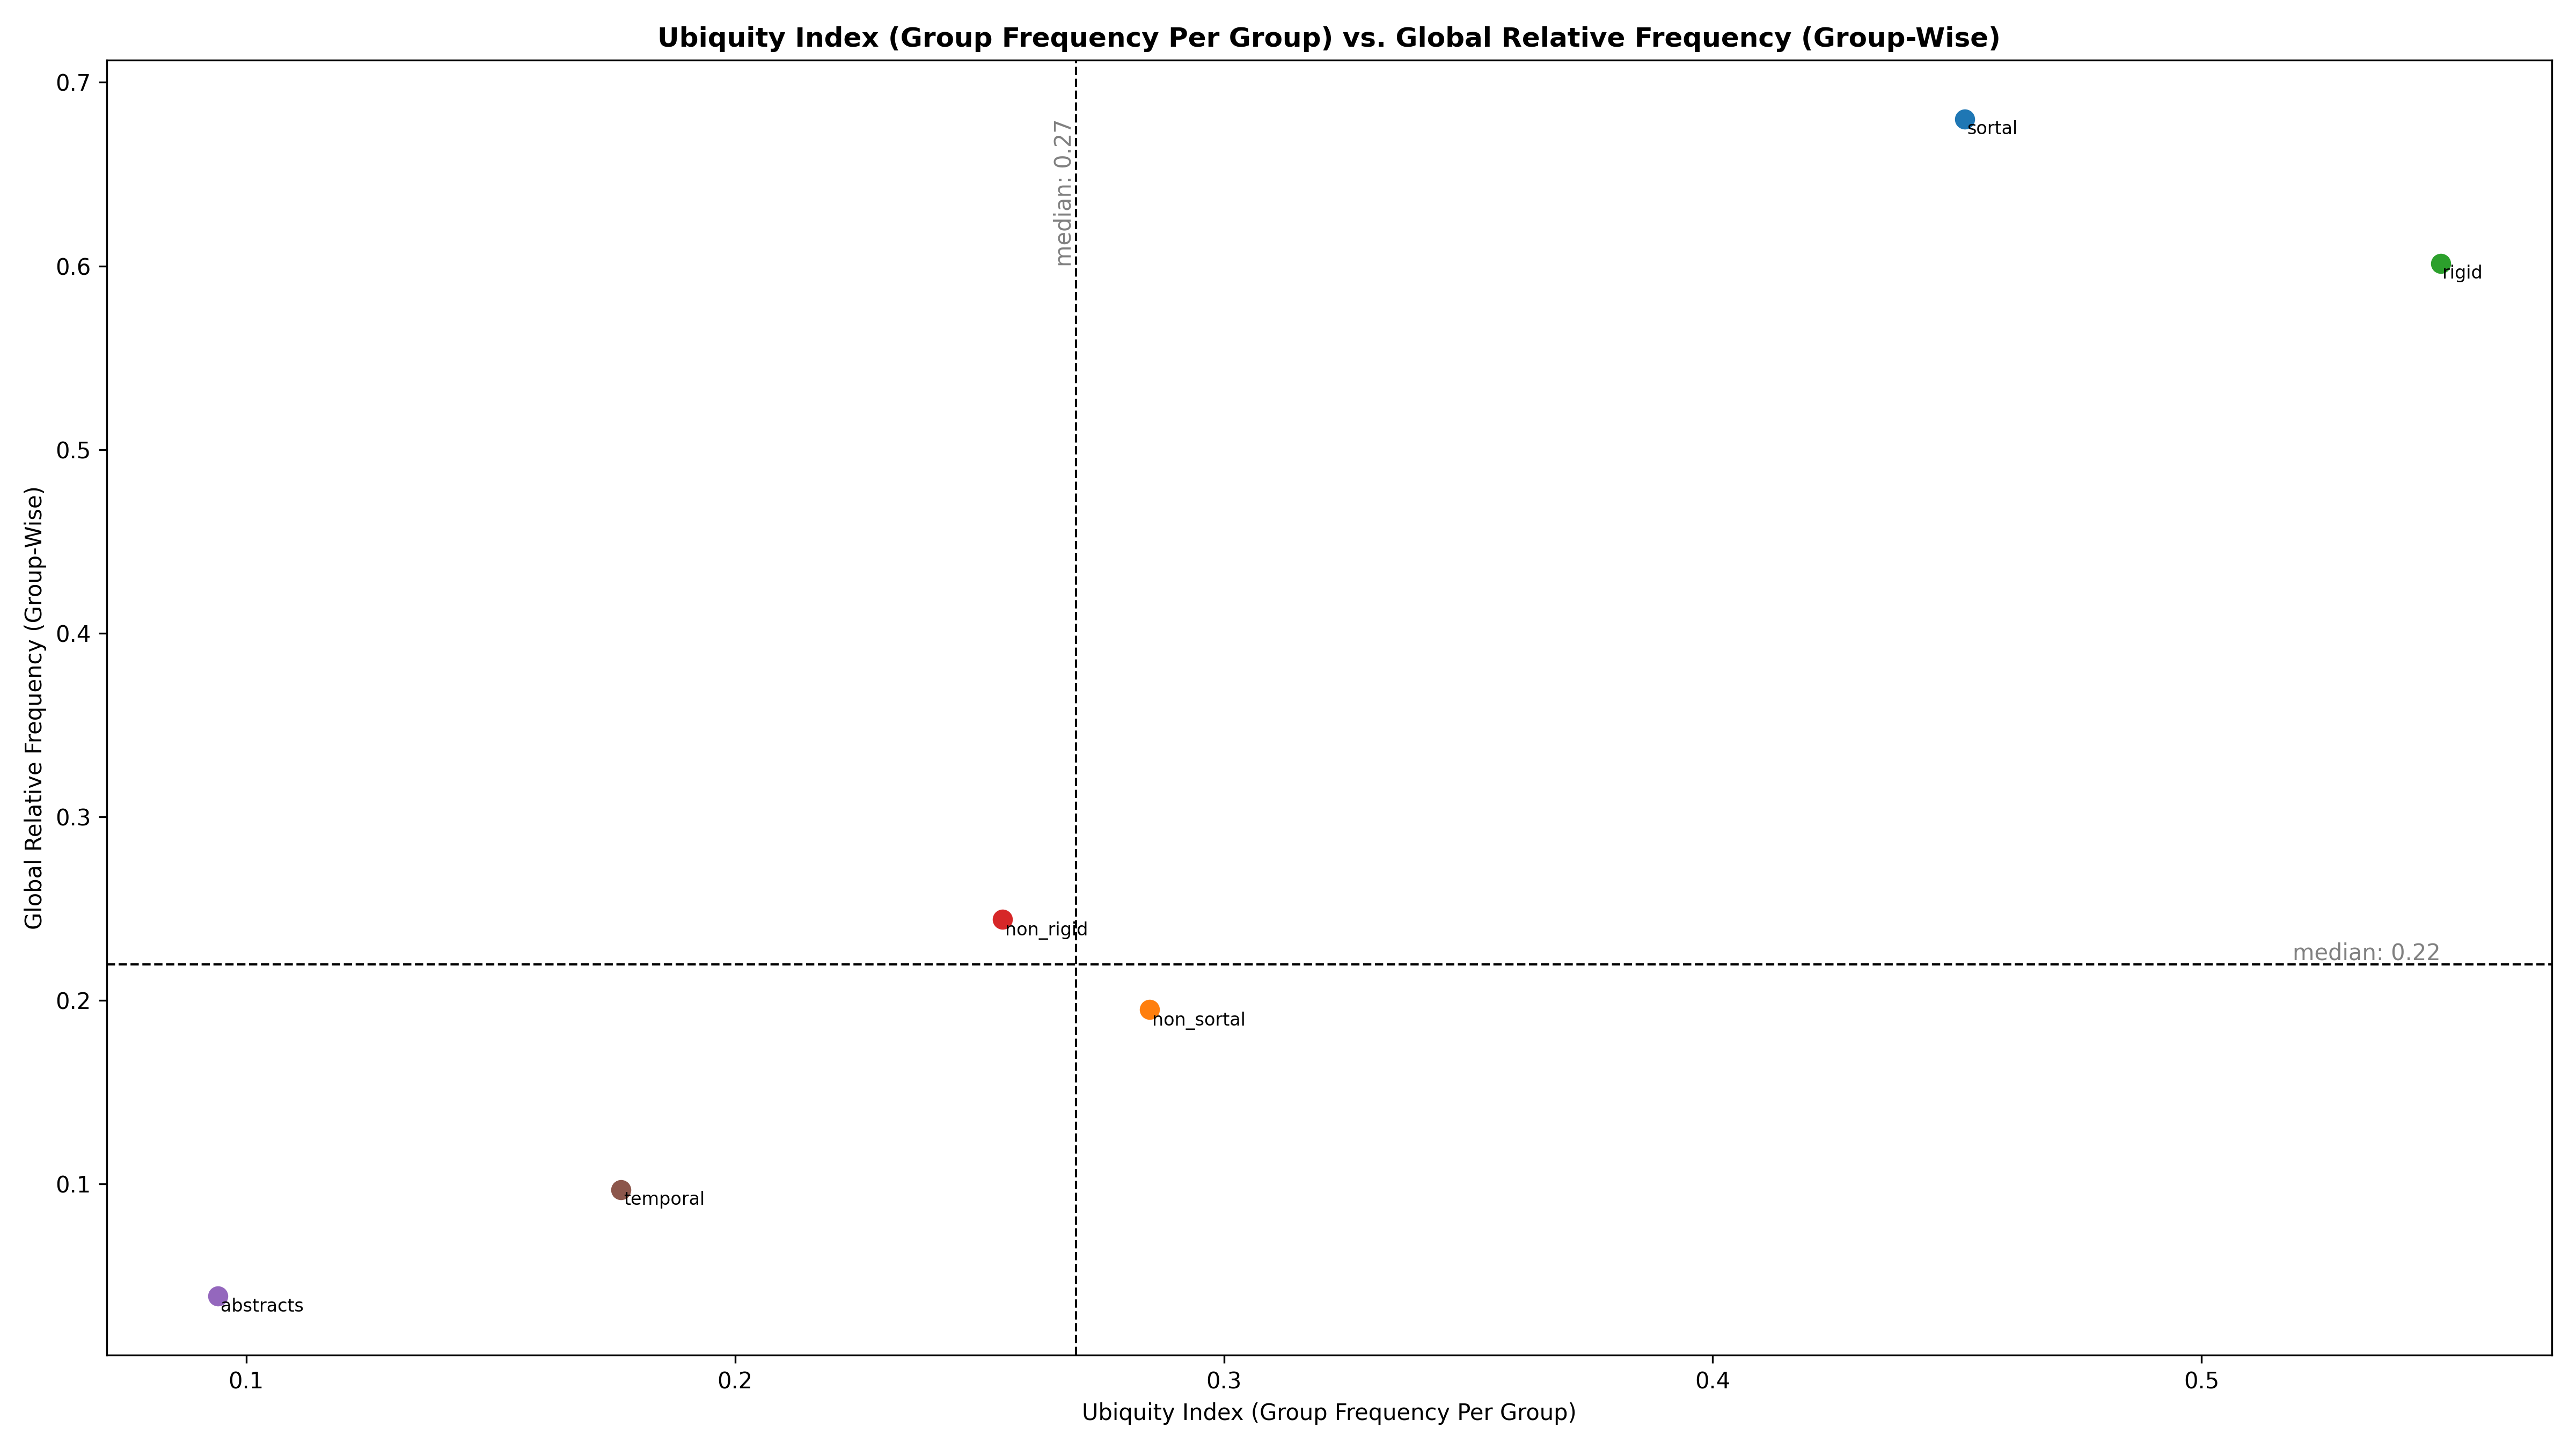 Ubiquity Index (Group Frequency Per Group) vs. Global Relative Frequency (Group-Wise)
Global Relative Frequency (Group-Wise)
0.7
0.6
0.5
0.4
0.3
0.2
0.1
median: 0.27
sortal
rigid
non_rigid
median: 0.22
non_sortal
temporal
abstracts
0.1
0.2
0.3
0.4
0.5
Ubiquity Index (Group Frequency Per Group)